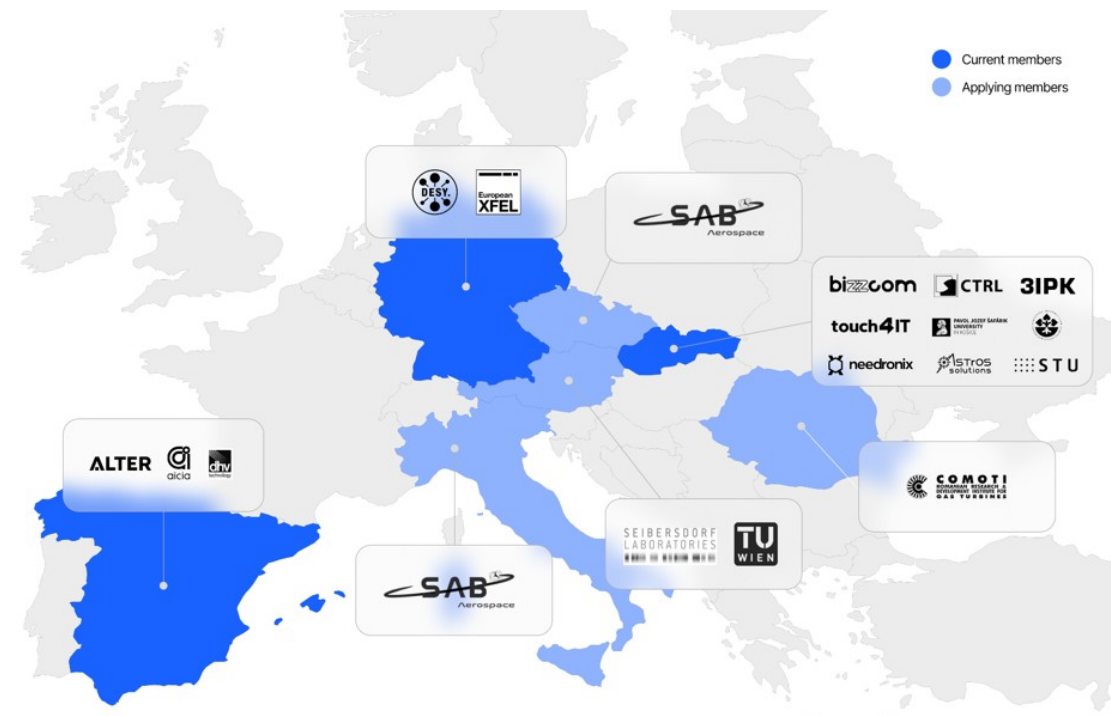 Current members
Applying members
DESY.
European
XFEL
SAB
Aerospace
bizzcom
CTRL
3IPK
touch4IT
PAVOL JOZEF ŠAFÁRIK
UNIVERSITY
IN KOŠICE
needronix
ASTROS
solutions
STU
ALTER
aicia
dhv
technology
COMOTI
ROMANIAN RESEARCH &
DEVELOPMENT INSTITUTE FOR
GAS TURBINES
SEIBERSDORF
LABORATORIES
TU
WIEN
SAB
Aerospace